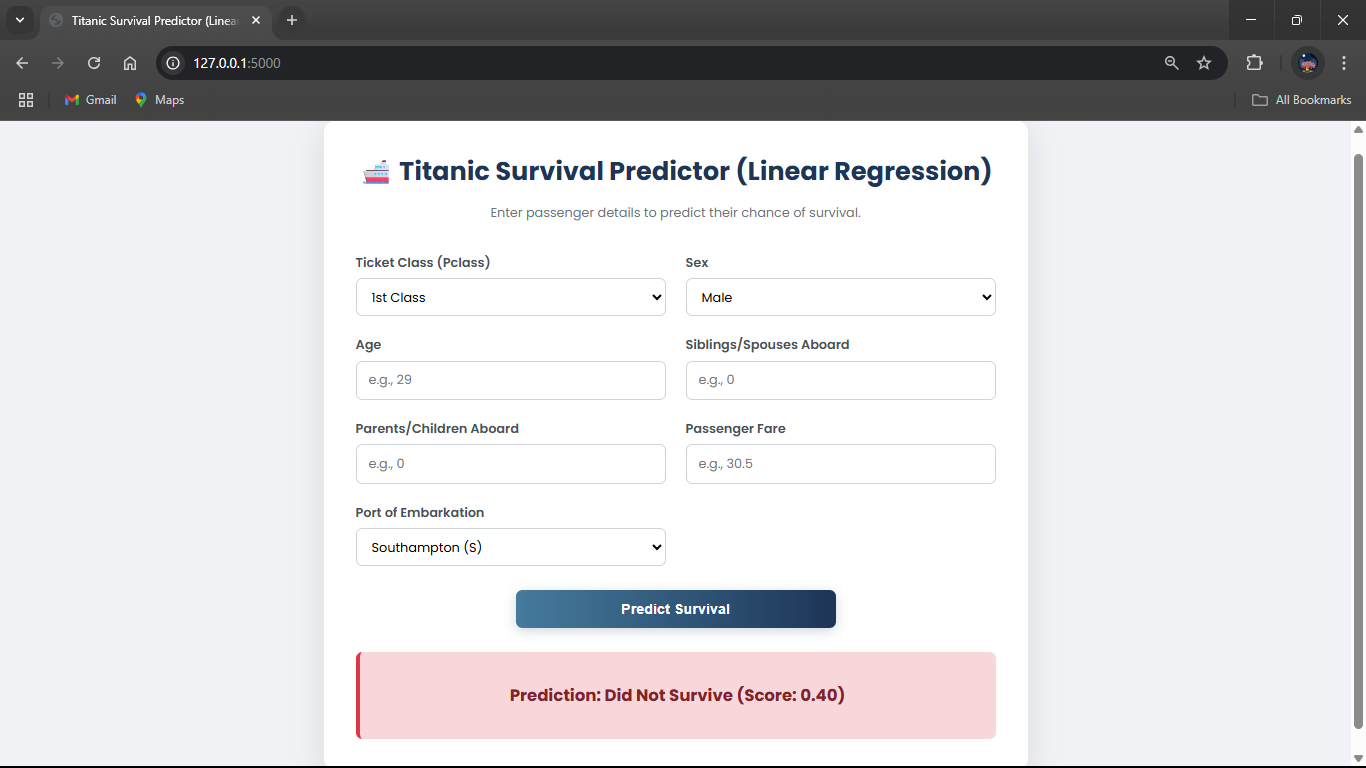 Titanic Survival Predictor (Linea
127.0.0.1:5000
Gmail
Maps
All Bookmarks
Titanic Survival Predictor (Linear Regression)
Enter passenger details to predict their chance of survival.
Ticket Class (Pclass)
Sex
1st Class
Male
Age
Siblings/Spouses Aboard
e.g., 29
e.g., 0
Parents/Children Aboard
Passenger Fare
e.g., 0
e.g., 30.5
Port of Embarkation
Southampton (S)
Predict Survival
Prediction: Did Not Survive (Score: 0.40)